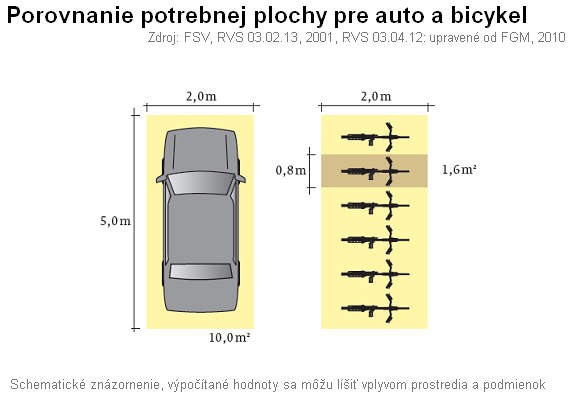 Porovnanie potrebnej plochy pre auto a bicykel
Zdroj: FSV, RVS 03.02.13, 2001, RVS 03.04.12: upravené od FGM, 2010
2,0m
2,0m
0,8m
1,6m²
5,0m
10,0m²
Schematické znázornenie, výpočítané hodnoty sa môžu líšiť vplyvom prostredia a podmienok